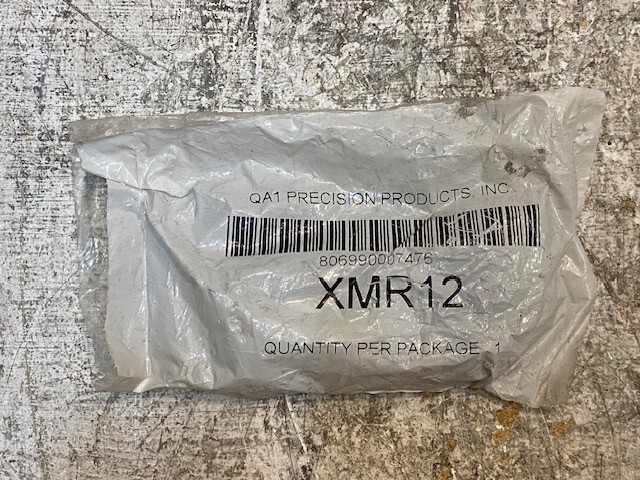 QA1 PRECISION PRODUCTS, INC.
806990007476
XMR12
QUANTITY PER PACKAGE 1